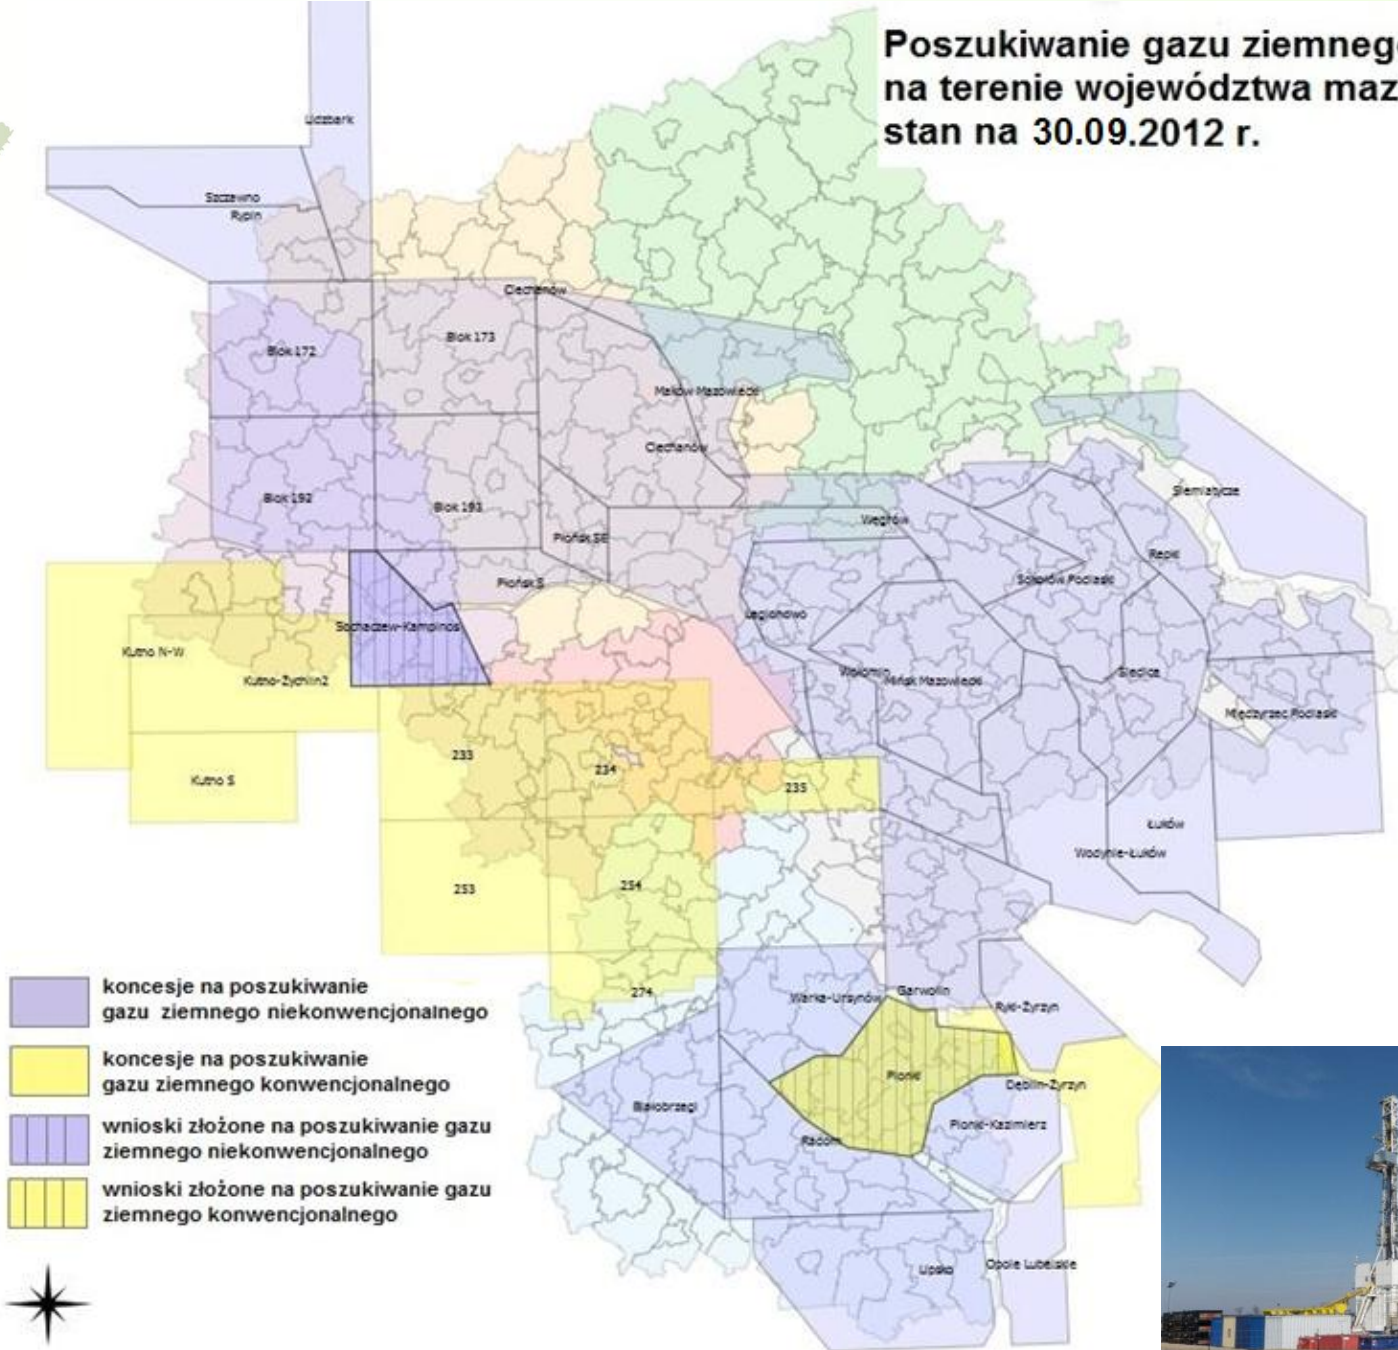 Poszukiwanie gazu ziemneg
na terenie województwa maz
stan na 30.09.2012 r.
Lidzbark
Szczawno
Rypin
Ciechanów
Blok 172
Blok 173
Maków Mazowiecki
Ciechanów
Blok 192
Blok 193
Siemiatycze
Węgrów
Płońsk SE
Repki
Płońsk S
Sokołów Podlaski
Legionowo
Sochaczew-Kampinos
Kutno N-W
Kutno-Żychlin2
Wołomin
Mińsk Mazowiecki
Siedlce
Międzyrzec Podlaski
233
234
Kutno S
235
Łuków
Wodynie-Łuków
253
254
274
Warka-Ursynów
Garwolin
Ryki-Żyrzyn
Pionki
Dęblin-Żyrzyn
Białobrzegi
Pionki-Kazimierz
Radom
Lipsko
Opole Lubelskie
koncesje na poszukiwanie
gazu ziemnego niekonwencjonalnego
koncesje na poszukiwanie
gazu ziemnego konwencjonalnego
wnioski złożone na poszukiwanie gazu
ziemnego niekonwencjonalnego
wnioski złożone na poszukiwanie gazu
ziemnego konwencjonalnego